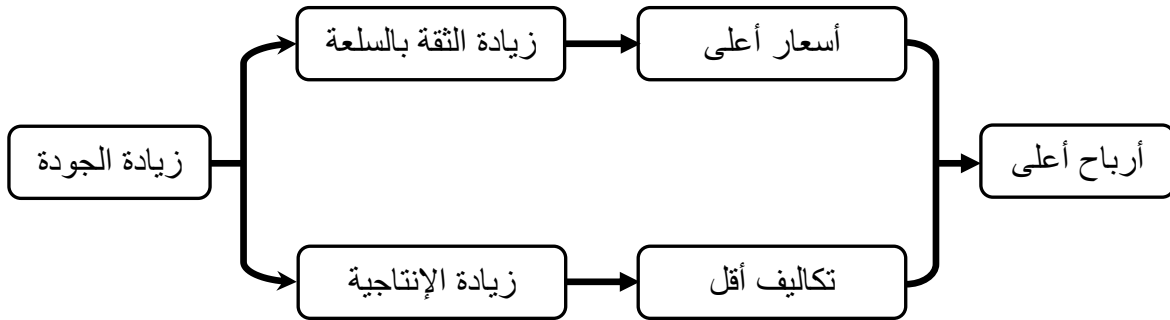 زيادة الجودة
زيادة الثقة بالسلعة
أسعار أعلى
زيادة الإنتاجية
تكاليف أقل
أرباح أعلى